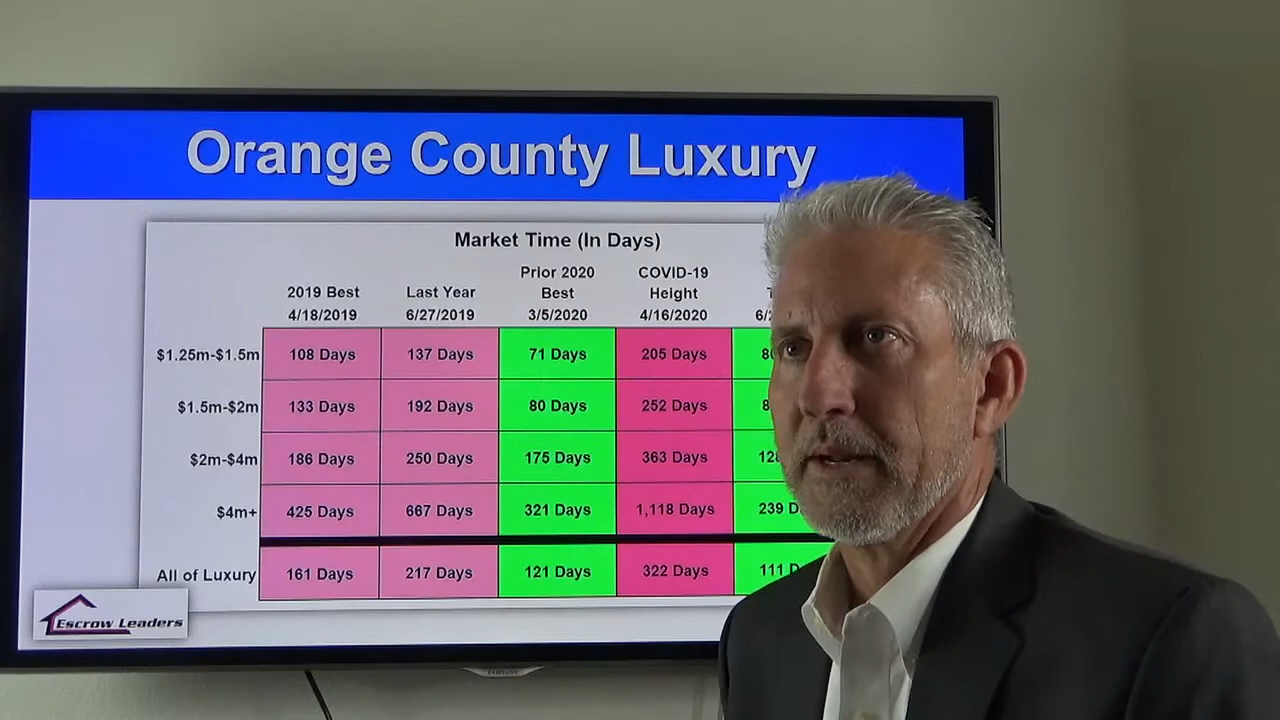 Orange County Luxury
Market Time (In Days)
2019 Best 4/18/2019
Last Year 6/27/2019
Prior 2020 Best 3/5/2020
COVID-19 Height 4/16/2020
$1.25m-$1.5m 108 Days 137 Days 71 Days 205 Days
$1.5m-$2m 133 Days 192 Days 80 Days 252 Days
$2m-$4m 186 Days 250 Days 175 Days 363 Days
$4m+ 425 Days 667 Days 321 Days 1,118 Days 239
All of Luxury 161 Days 217 Days 121 Days 322 Days 111
Escrow Leaders
SAMSUNG